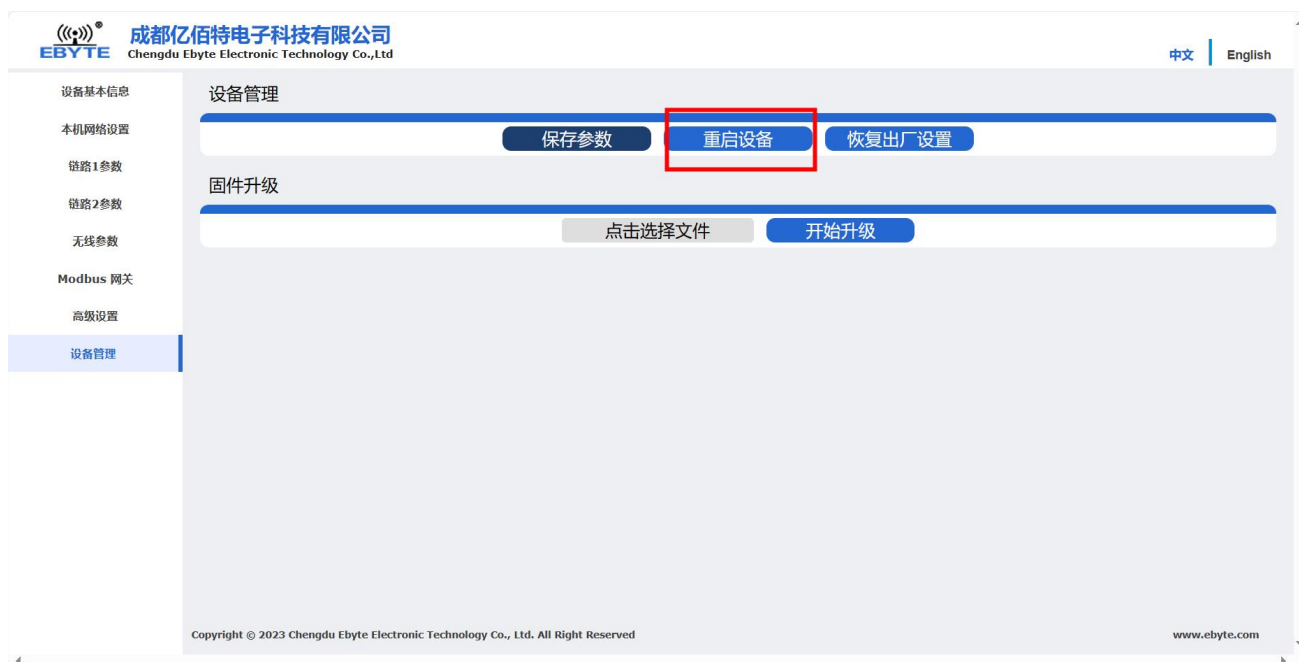 ((•))®
EBYTE
成都亿佰特电子科技有限公司
Chengdu Ebyte Electronic Technology Co.,Ltd
中文 English
设备基本信息
本机网络设置
链路1参数
链路2参数
无线参数
Modbus 网关
高级设置
设备管理
设备管理
保存参数 重启设备 恢复出厂设置
固件升级
点击选择文件 开始升级
Copyright © 2023 Chengdu Ebyte Electronic Technology Co., Ltd. All Right Reserved
www.ebyte.com